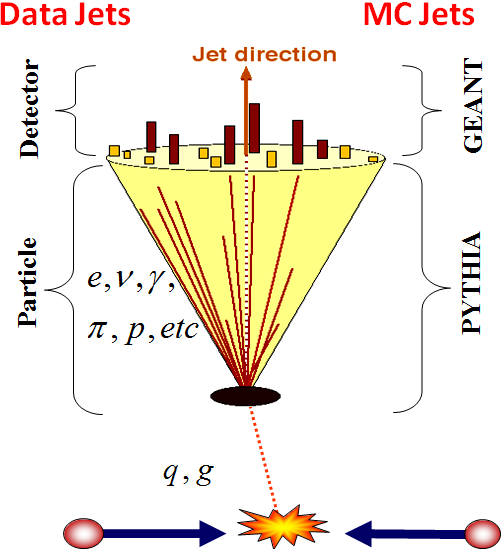 Data Jets
MC Jets
Jet direction
Detector
GEANT
Particle
PYTHIA
e, ν, γ,
π, p, etc
q, g